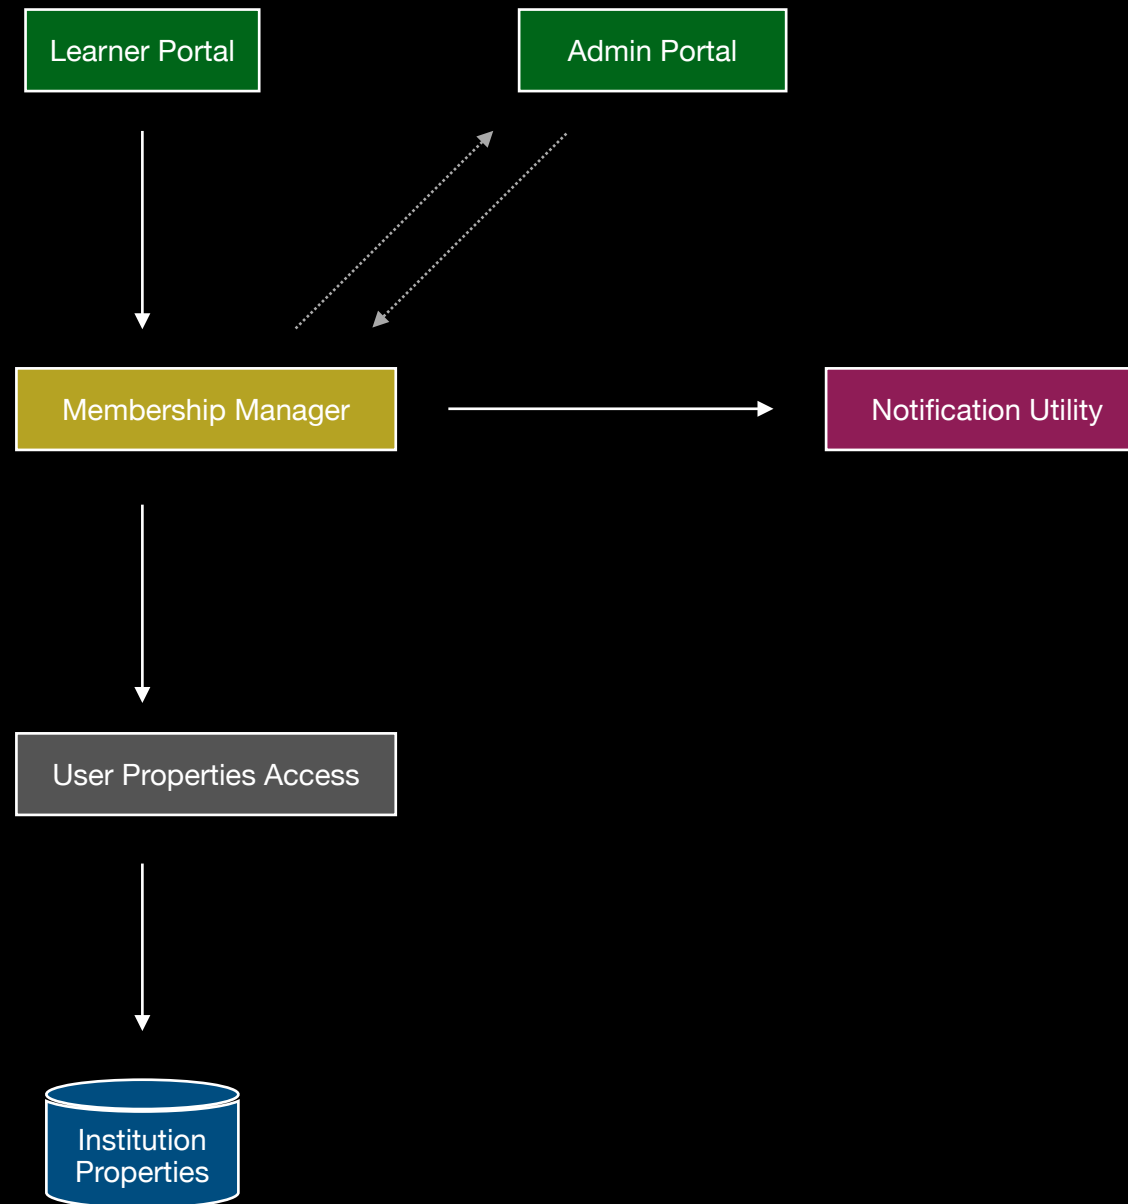 Learner Portal
Admin Portal
Membership Manager
Notification Utility
User Properties Access
Institution
Properties